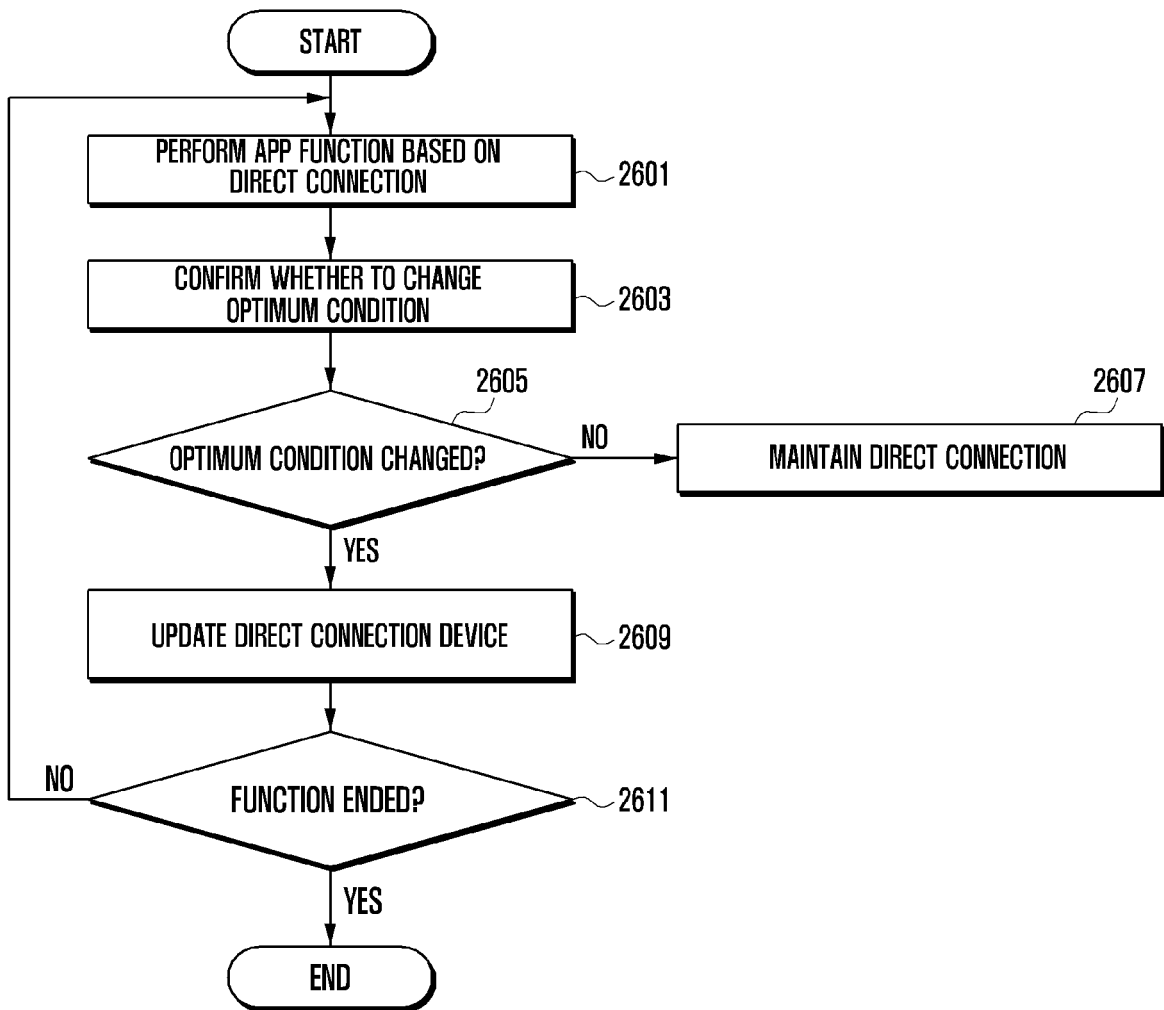 START
PERFORM APP FUNCTION BASED ON
DIRECT CONNECTION
2601
CONFIRM WHETHER TO CHANGE
OPTIMUM CONDITION
2603
2605
OPTIMUM CONDITION CHANGED?
NO
2607
MAINTAIN DIRECT CONNECTION
YES
UPDATE DIRECT CONNECTION DEVICE
2609
NO
FUNCTION ENDED?
2611
YES
END